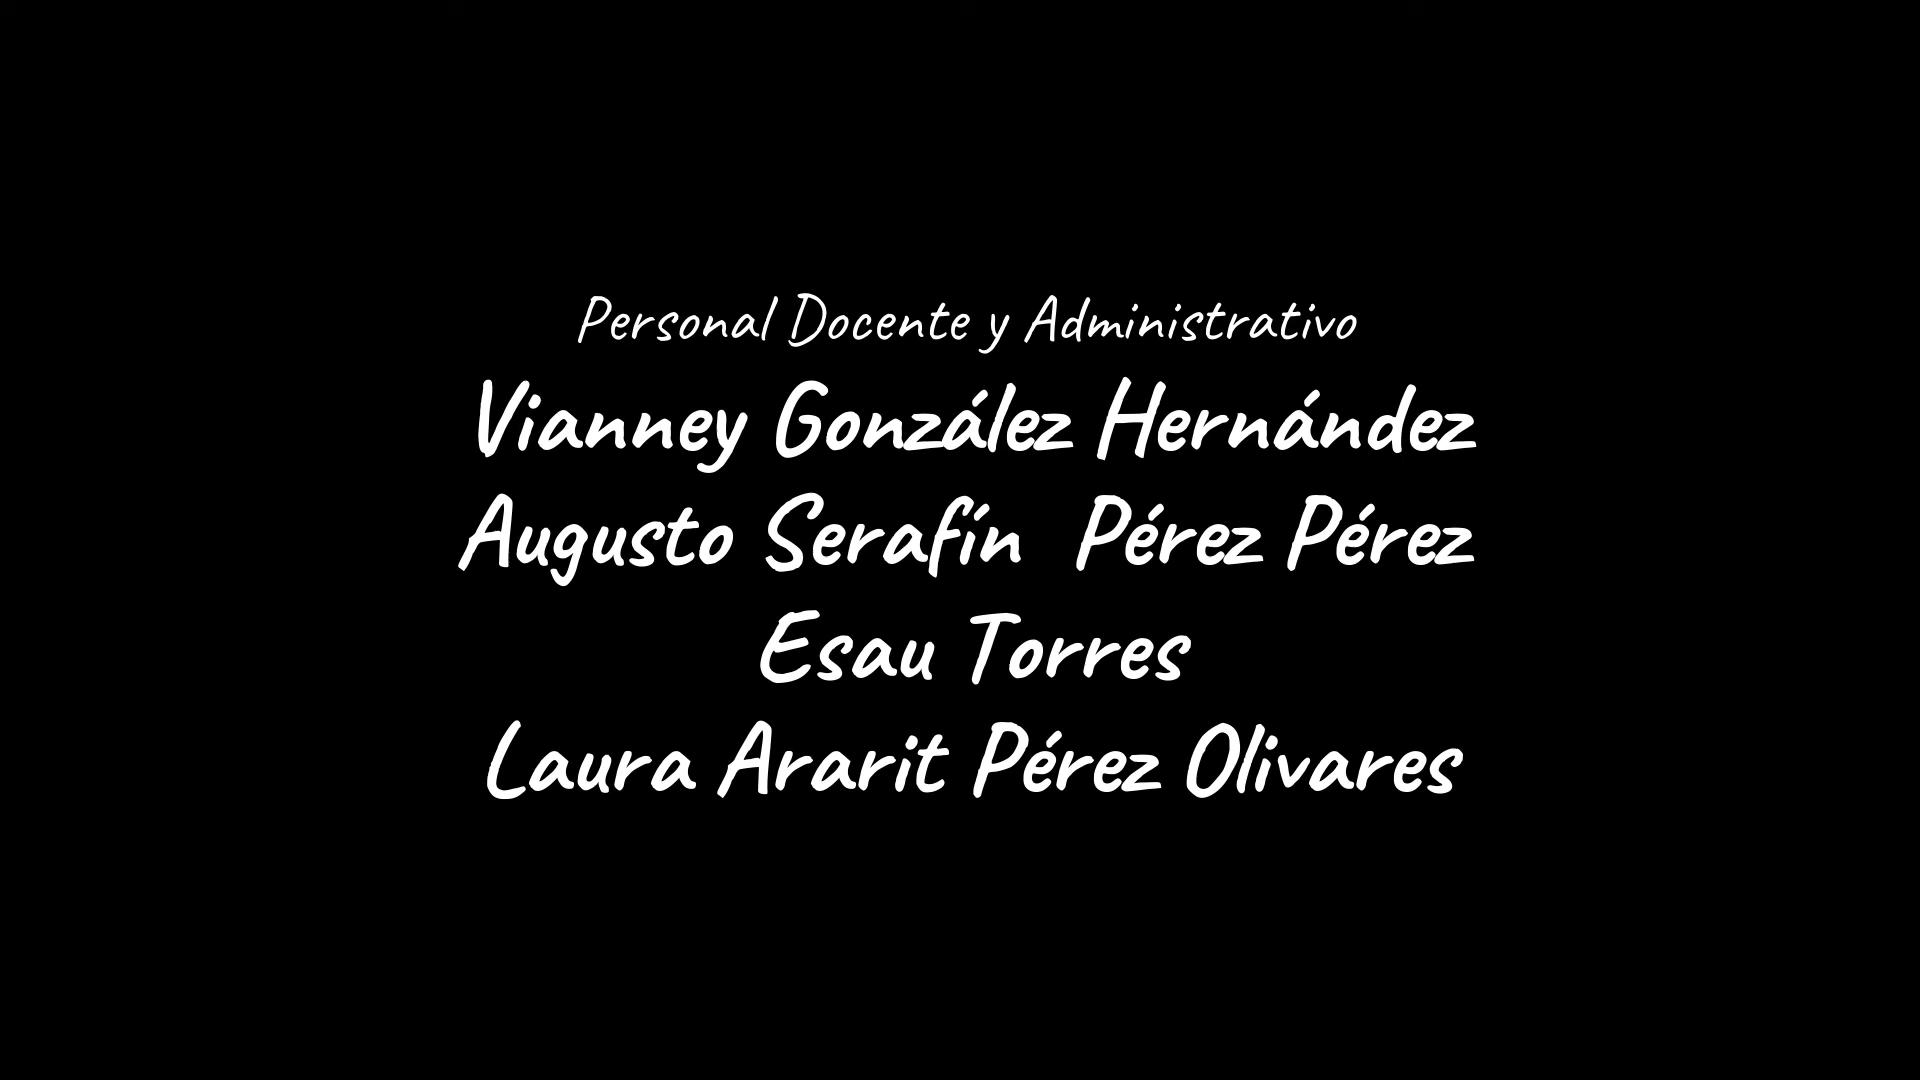 Personal Docente y Administrativo
Vianney González Hernández
Augusto Serafín  Pérez Pérez
Esau Torres
Laura Ararit Pérez Olivares